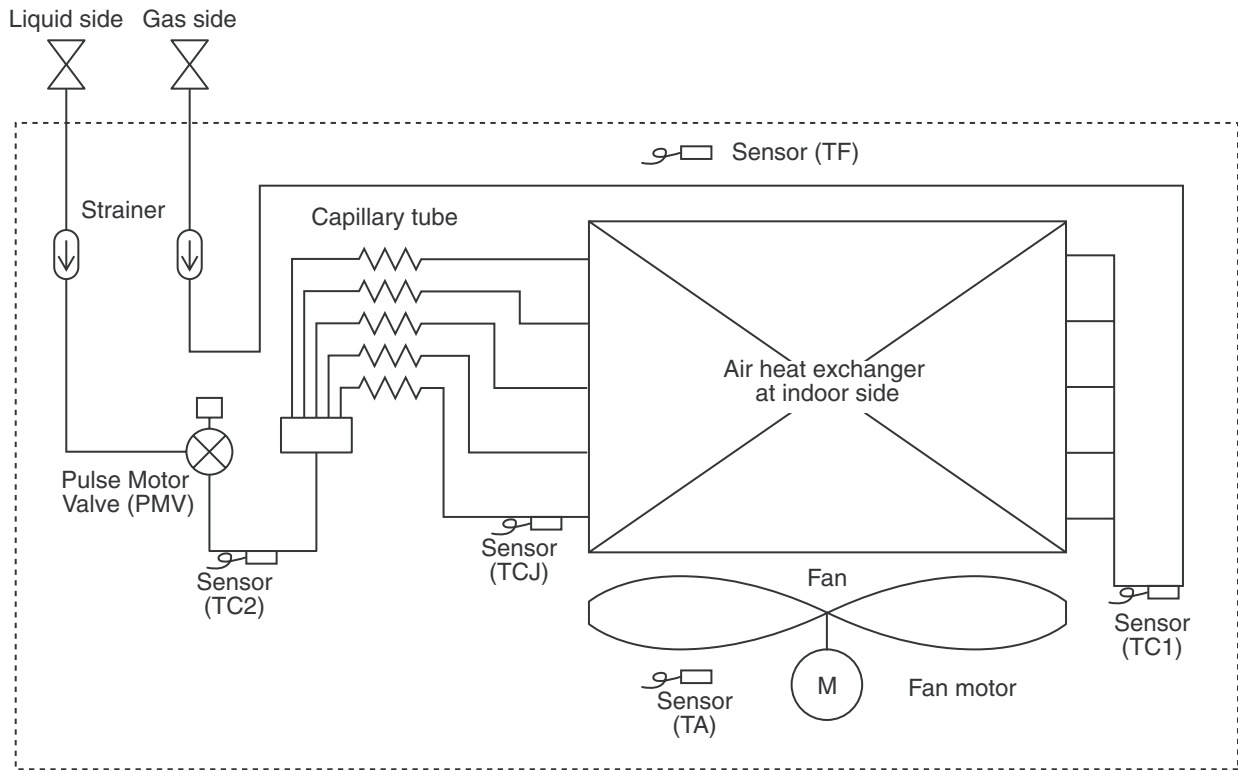 Liquid side
Gas side
Sensor (TF)
Strainer
Capillary tube
Air heat exchanger
at indoor side
Pulse Motor
Valve (PMV)
Sensor
(TCJ)
Sensor
(TC2)
Fan
Sensor
(TC1)
M
Fan motor
Sensor
(TA)